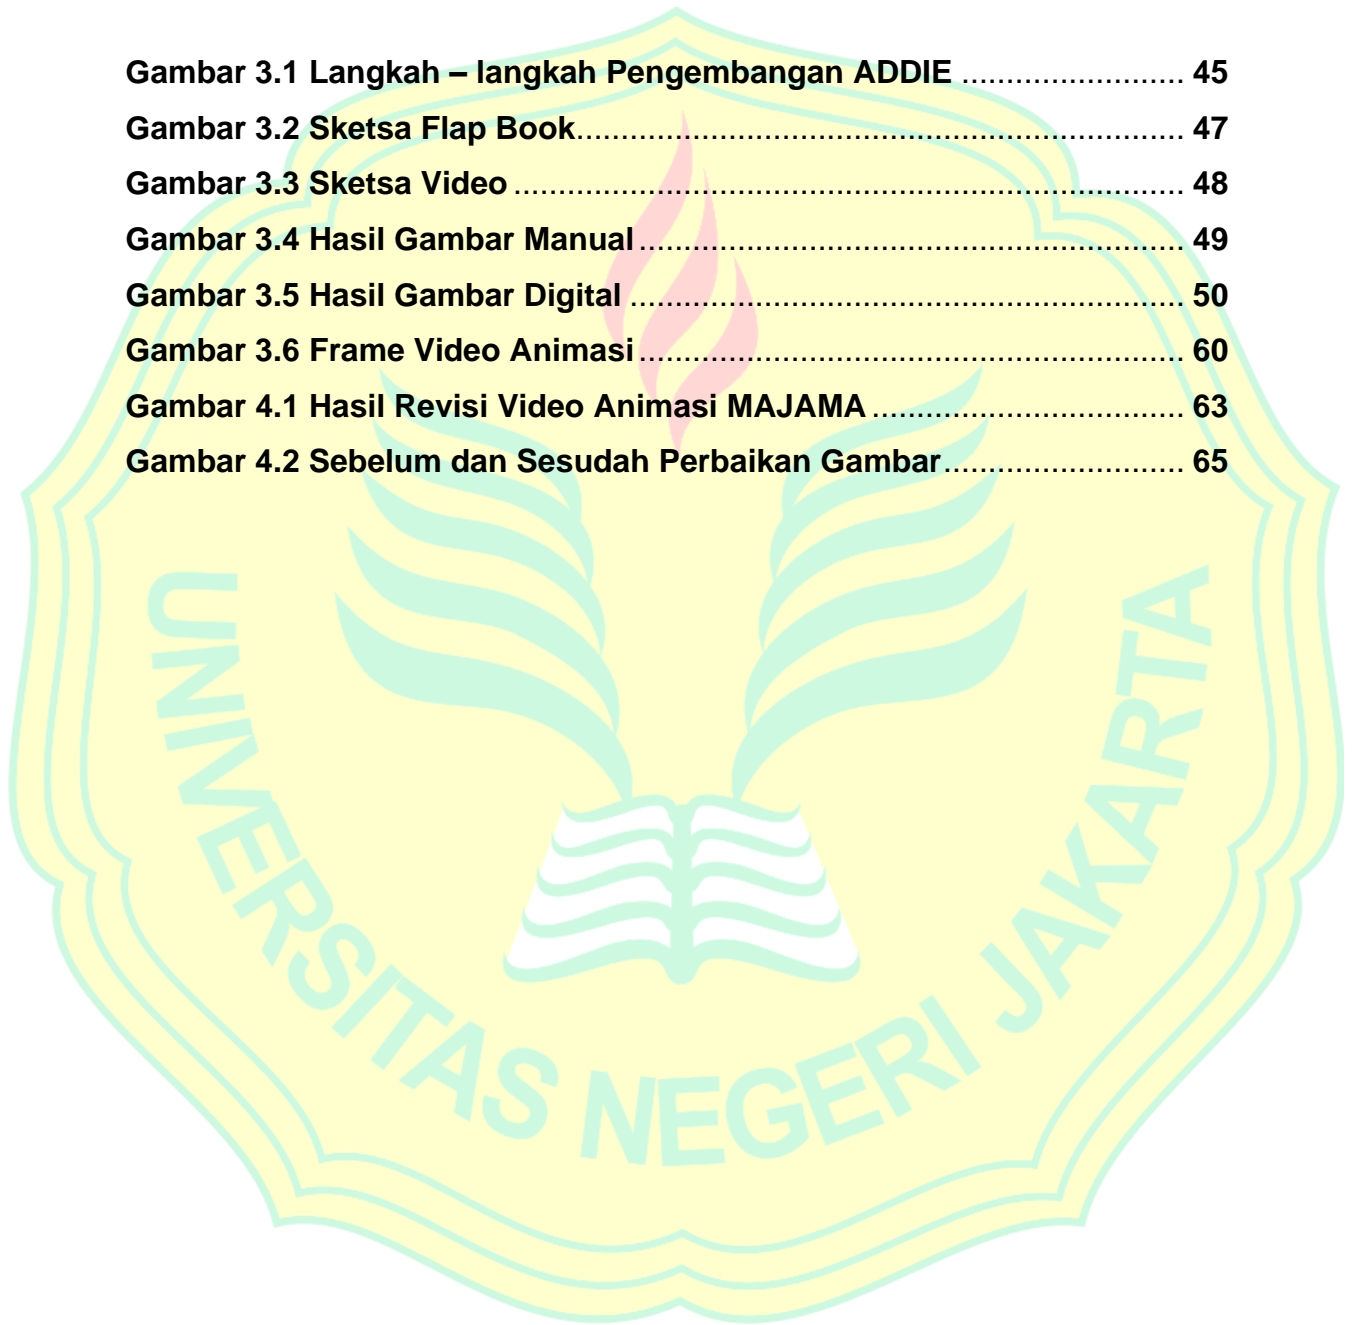 Gambar 3.1 Langkah – langkah Pengembangan ADDIE ......................... 45
Gambar 3.2 Sketsa Flap Book.................................................................... 47
Gambar 3.3 Sketsa Video ........................................................................... 48
Gambar 3.4 Hasil Gambar Manual............................................................. 49
Gambar 3.5 Hasil Gambar Digital .............................................................. 50
Gambar 3.6 Frame Video Animasi............................................................. 60
Gambar 4.1 Hasil Revisi Video Animasi MAJAMA ................................... 63
Gambar 4.2 Sebelum dan Sesudah Perbaikan Gambar........................... 65
UNIVERSITAS NEGERI JAKARTA